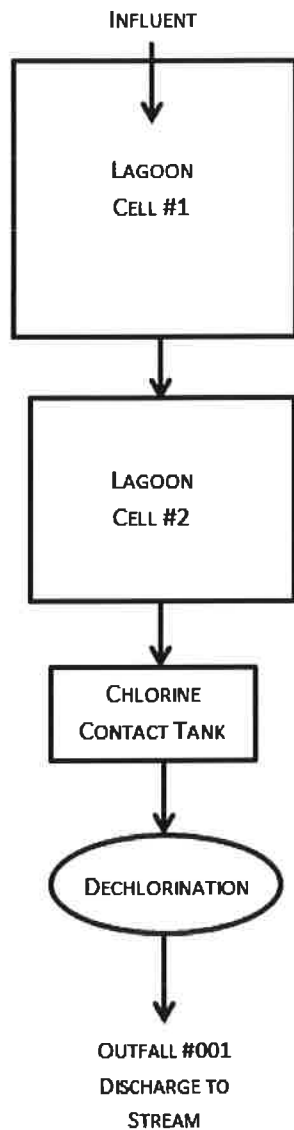 INFLUENT
LAGOON
CELL #1
LAGOON
CELL #2
CHLORINE
CONTACT TANK
DECHLORINATION
OUTFALL #001
DISCHARGE TO
STREAM